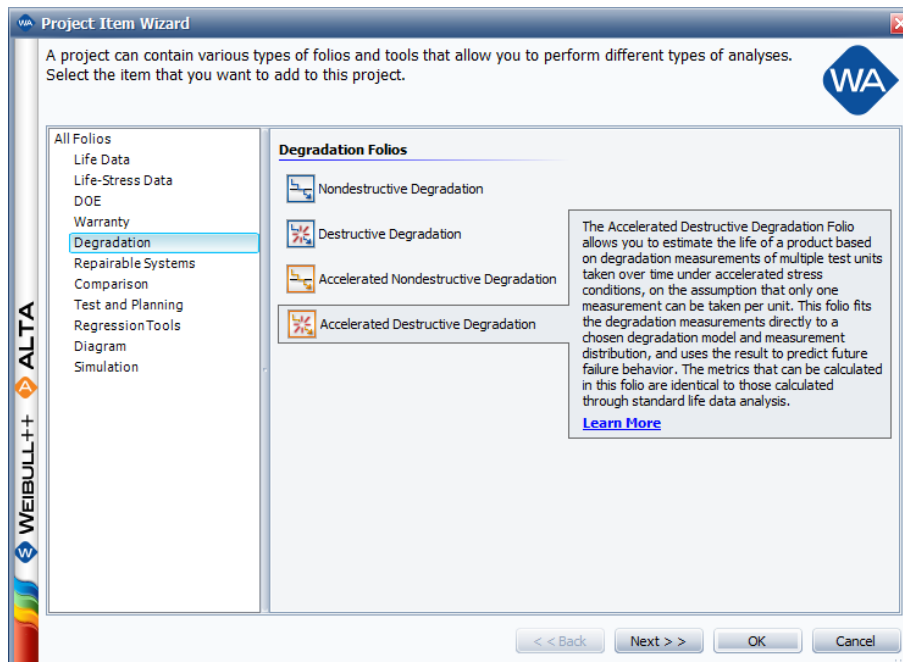 WA Project Item Wizard
A project can contain various types of folios and tools that allow you to perform different types of analyses.
Select the item that you want to add to this project.
WA
All Folios
Life Data
Life-Stress Data
DOE
Warranty
Degradation
Repairable Systems
Comparison
Test and Planning
Regression Tools
Diagram
Simulation
Degradation Folios
Nondestructive Degradation
Destructive Degradation
Accelerated Nondestructive Degradation
Accelerated Destructive Degradation
The Accelerated Destructive Degradation Folio
allows you to estimate the life of a product based
on degradation measurements of multiple test units
taken over time under accelerated stress
conditions, on the assumption that only one
measurement can be taken per unit. This folio fits
the degradation measurements directly to a
chosen degradation model and measurement
distribution, and uses the result to predict future
failure behavior. The metrics that can be calculated
in this folio are identical to those calculated
through standard life data analysis.
Learn More
W WEIBULL++ A ALTA
< < Back
Next > >
OK
Cancel